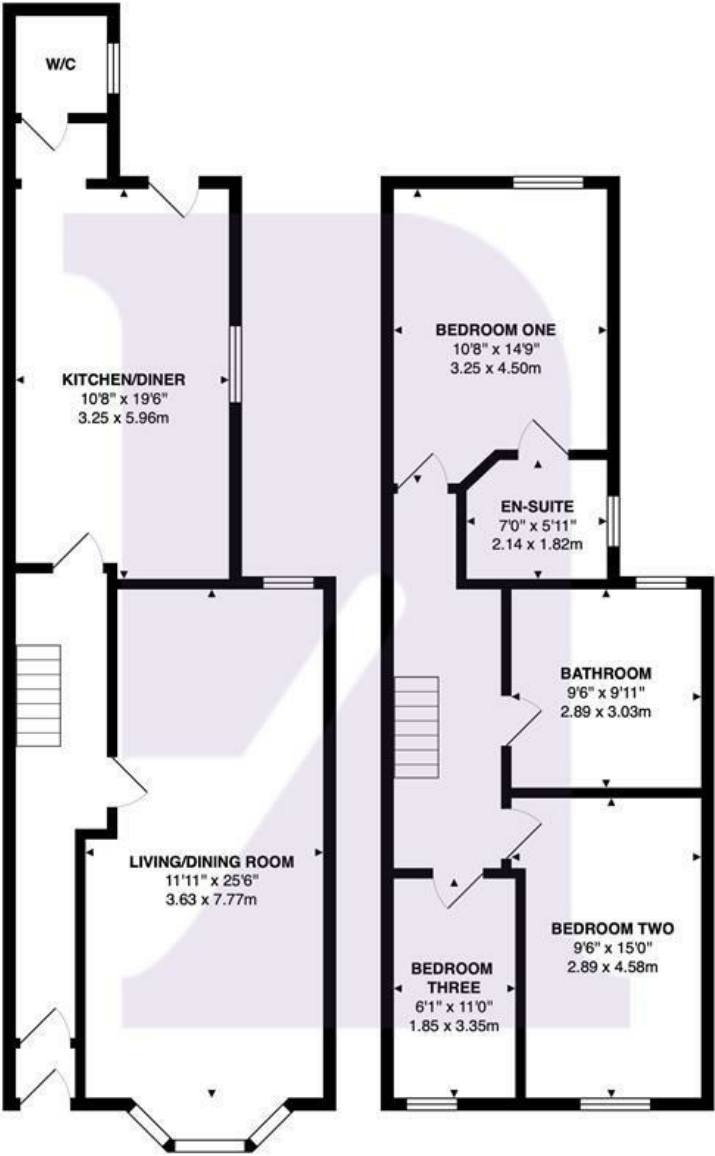 W/C
KITCHEN/DINER
10'8" x 19'6"
3.25 x 5.96m
LIVING/DINING ROOM
11'11" x 25'6"
3.63 x 7.77m
BEDROOM ONE
10'8" x 14'9"
3.25 x 4.50m
EN-SUITE
7'0" x 5'11"
2.14 x 1.82m
BATHROOM
9'6" x 9'11"
2.89 x 3.03m
BEDROOM TWO
9'6" x 15'0"
2.89 x 4.58m
BEDROOM
THREE
6'1" x 11'0"
1.85 x 3.35m